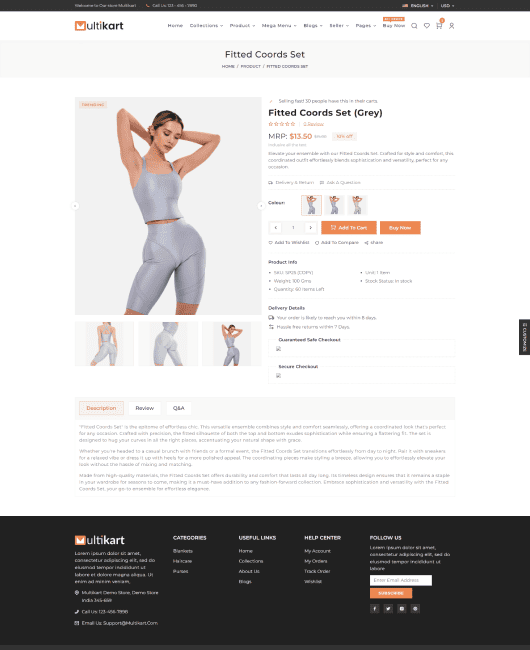 Welcome to Our store Multikart
Call Us: 123 - 456 - 7890
ENGLISH
USD
Multikart
Home
Collections
Product
Mega Menu
Blogs
Seller
Pages
Buy Now
Fitted Coords Set
HOME / PRODUCT / FITTED COORDS SET
Selling fast! 30 people have this in their carts.
Fitted Coords Set (Grey)
MRP: $13.50
10% off
Inclusive all the text
Elevate your ensemble with our Fitted Coords Set. Crafted for style and comfort, this
coordinated outfit effortlessly blends sophistication and versatility, perfect for any
occasion
Delivery & Return
Ask A Question
Colour:
1
Add To Cart
Buy Now
Add To Wishlist
Add To Compare
share
Product Info
Unit: 1 Item
Weight: 100 Gms
Stock Status: In stock
Quantity: 60 Items Left
Delivery Details
Your order is likely to reach you within 8 days.
Hassle free returns within 7 Days.
Guaranteed Safe Checkout
Secure Checkout
CUSTOMIZE
Description
Review
Q&A
"Fitted Coords Set" is the epitome of effortless chic. This versatile ensemble combines style and comfort seamlessly, offering a coordinated look that's perfect
for any occasion. Crafted with precision, the fitted silhouette of both the top and bottom exudes sophistication while ensuring a flattering fit. The set is
designed to hug your curves in all the right places, accentuating your natural shape with grace.
Whether you're headed to a casual brunch with friends or a formal event, the Fitted Coords Set transitions effortlessly from day to night. Pair it with sneakers
for a relaxed vibe or dress it up with heels for a more polished appeal. The coordinating pieces make styling a breeze, allowing you to effortlessly elevate your
look without the hassle of mixing and matching.
Made from high-quality materials, the Fitted Coords Set offers durability and comfort that lasts all day long. Its timeless design ensures that it remains a staple
in your wardrobe for seasons to come, making it a must-have addition to any fashion-forward collection. Embrace sophistication and versatility with the Fitted
Coords Set, your go-to ensemble for effortless elegance.
Multikart
Lorem ipsum dolor sit amet,
consectetur adipiscing elit, sed do
eiusmod tempor incididunt ut
labore et dolore magna aliqua. Ut
enim ad minim veniam,
Multikart Demo Store, Demo Store
India 345-659
Call Us: 123-456-7898
Email Us: Support@Multikart.Com
CATEGORIES
Blankets
Haircare
Purses
USEFUL LINKS
Home
Collections
About Us
Blogs
HELP CENTER
My Account
My Orders
Track Order
Wishlist
FOLLOW US
Lorem ipsum dolor sit amet,
consectetur adipiscing elit, sed do
eiusmod tempor incididunt ut
labore
Enter Email Address
SUBSCRIBE